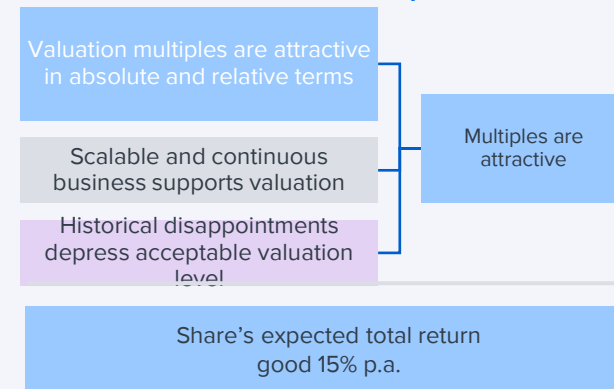 Valuation multiples are attractive
in absolute and relative terms
Scalable and continuous
business supports valuation
Historical disappointments
depress acceptable valuation
level
Multiples are
attractive
Share's expected total return
good 15% p.a.